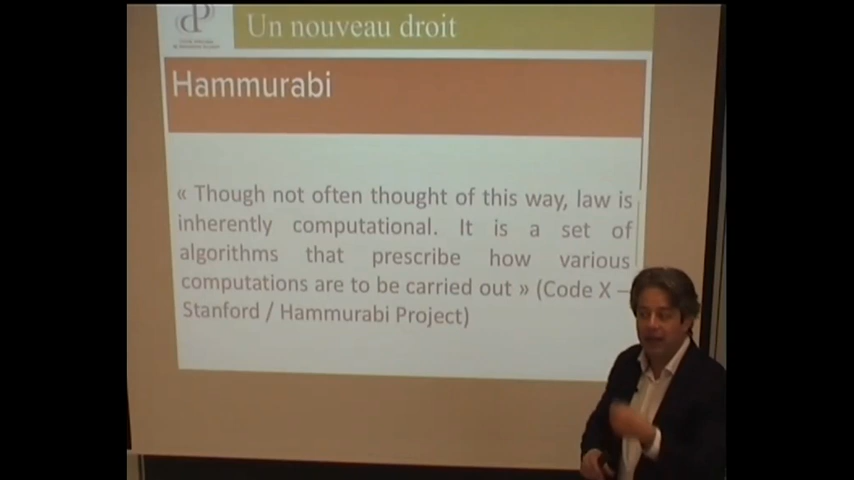 Un nouveau droit
Hammurabi
« Though not often thought of this way, law is
inherently computational. It is a set of
algorithms that prescribe how various
computations are to be carried out » (Code X –
Stanford / Hammurabi Project)